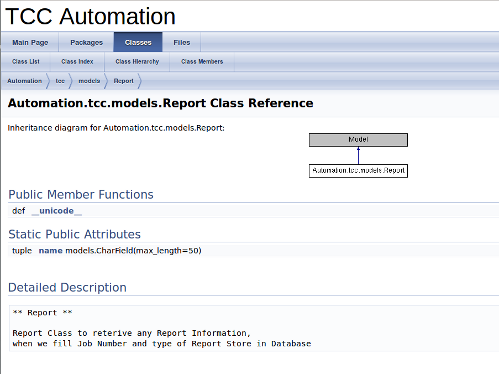 TCC Automation
Main Page Packages Classes Files
Class List Class Index Class Hierarchy Class Members
Automation tcc models Report
Automation.tcc.models.Report Class Reference
Inheritance diagram for Automation.tcc.models.Report:
Model
Automation.tcc.models.Report
Public Member Functions
def __unicode__
Static Public Attributes
tuple name models.CharField(max_length=50)
Detailed Description
** Report **
Report Class to reterive any Report Information,
when we fill Job Number and type of Report Store in Database